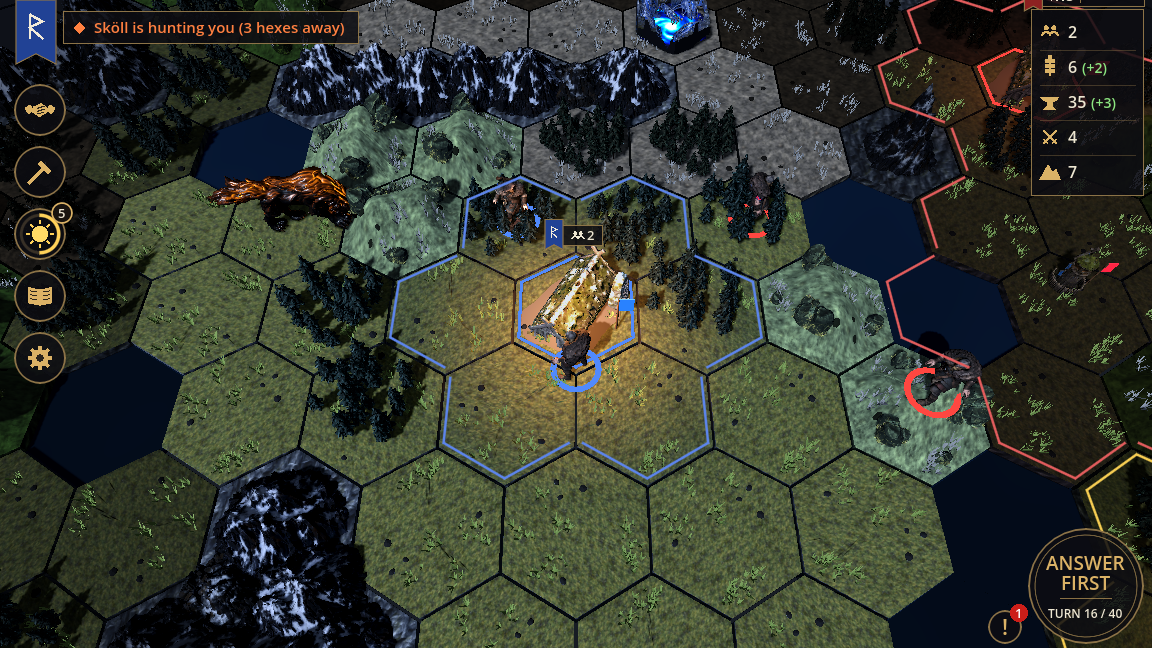 ᚱ
Sköll is hunting you (3 hexes away)
2
6 (+2)
35 (+3)
4
7
5
ᚱ 2
ANSWER
FIRST
TURN 16 / 40
! 1